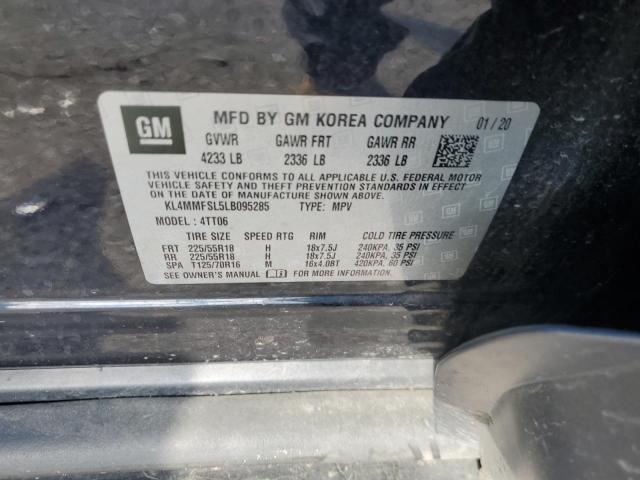 GM
MFD BY GM KOREA COMPANY 01/20
GVWR GAWR FRT GAWR RR
4233 LB 2336 LB 2336 LB
THIS VEHICLE CONFORMS TO ALL APPLICABLE U.S. FEDERAL MOTOR
VEHICLE SAFETY AND THEFT PREVENTION STANDARDS IN EFFECT
ON THE DATE OF MANUFACTURE SHOWN ABOVE.
KL4MMFSL5LB095285 TYPE: MPV
MODEL: 4TT06
TIRE SIZE SPEED RTG RIM COLD TIRE PRESSURE
FRT 225/55R18 H 18x7.5J 240KPA, 35 PSI
RR 225/55R18 H 18x7.5J 240KPA, 35 PSI
SPA T125/70R16 M 16x4.0BT 420KPA, 60 PSI
SEE OWNER'S MANUAL FOR MORE INFORMATION.